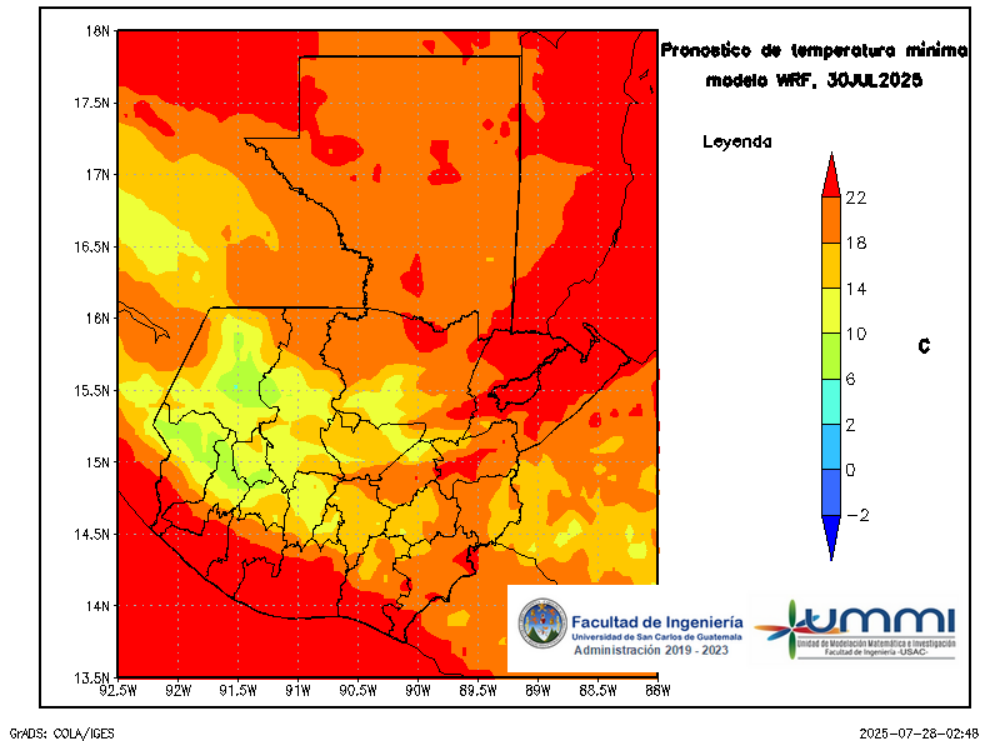 18N
17.5N
17N
16.5N
16N
15.5N
15N
14.5N
14N
13.5N
92.5W
92W
91.5W
91W
90.5W
90W
89.5W
89W
88.5W
88W
Pronostico de temperatura minima
modelo WRF, 30JUL2025
Leyenda
22
18
14
10
6
2
0
−2
C
Facultad de Ingeniería
Universidad de San Carlos de Guatemala
Administración 2019 - 2023
ummi
Unidad de Modelación Matemática e Investigación
Facultad de Ingeniería -USAC-
GrADS: COLA/IGES
2025-07-28-02:48